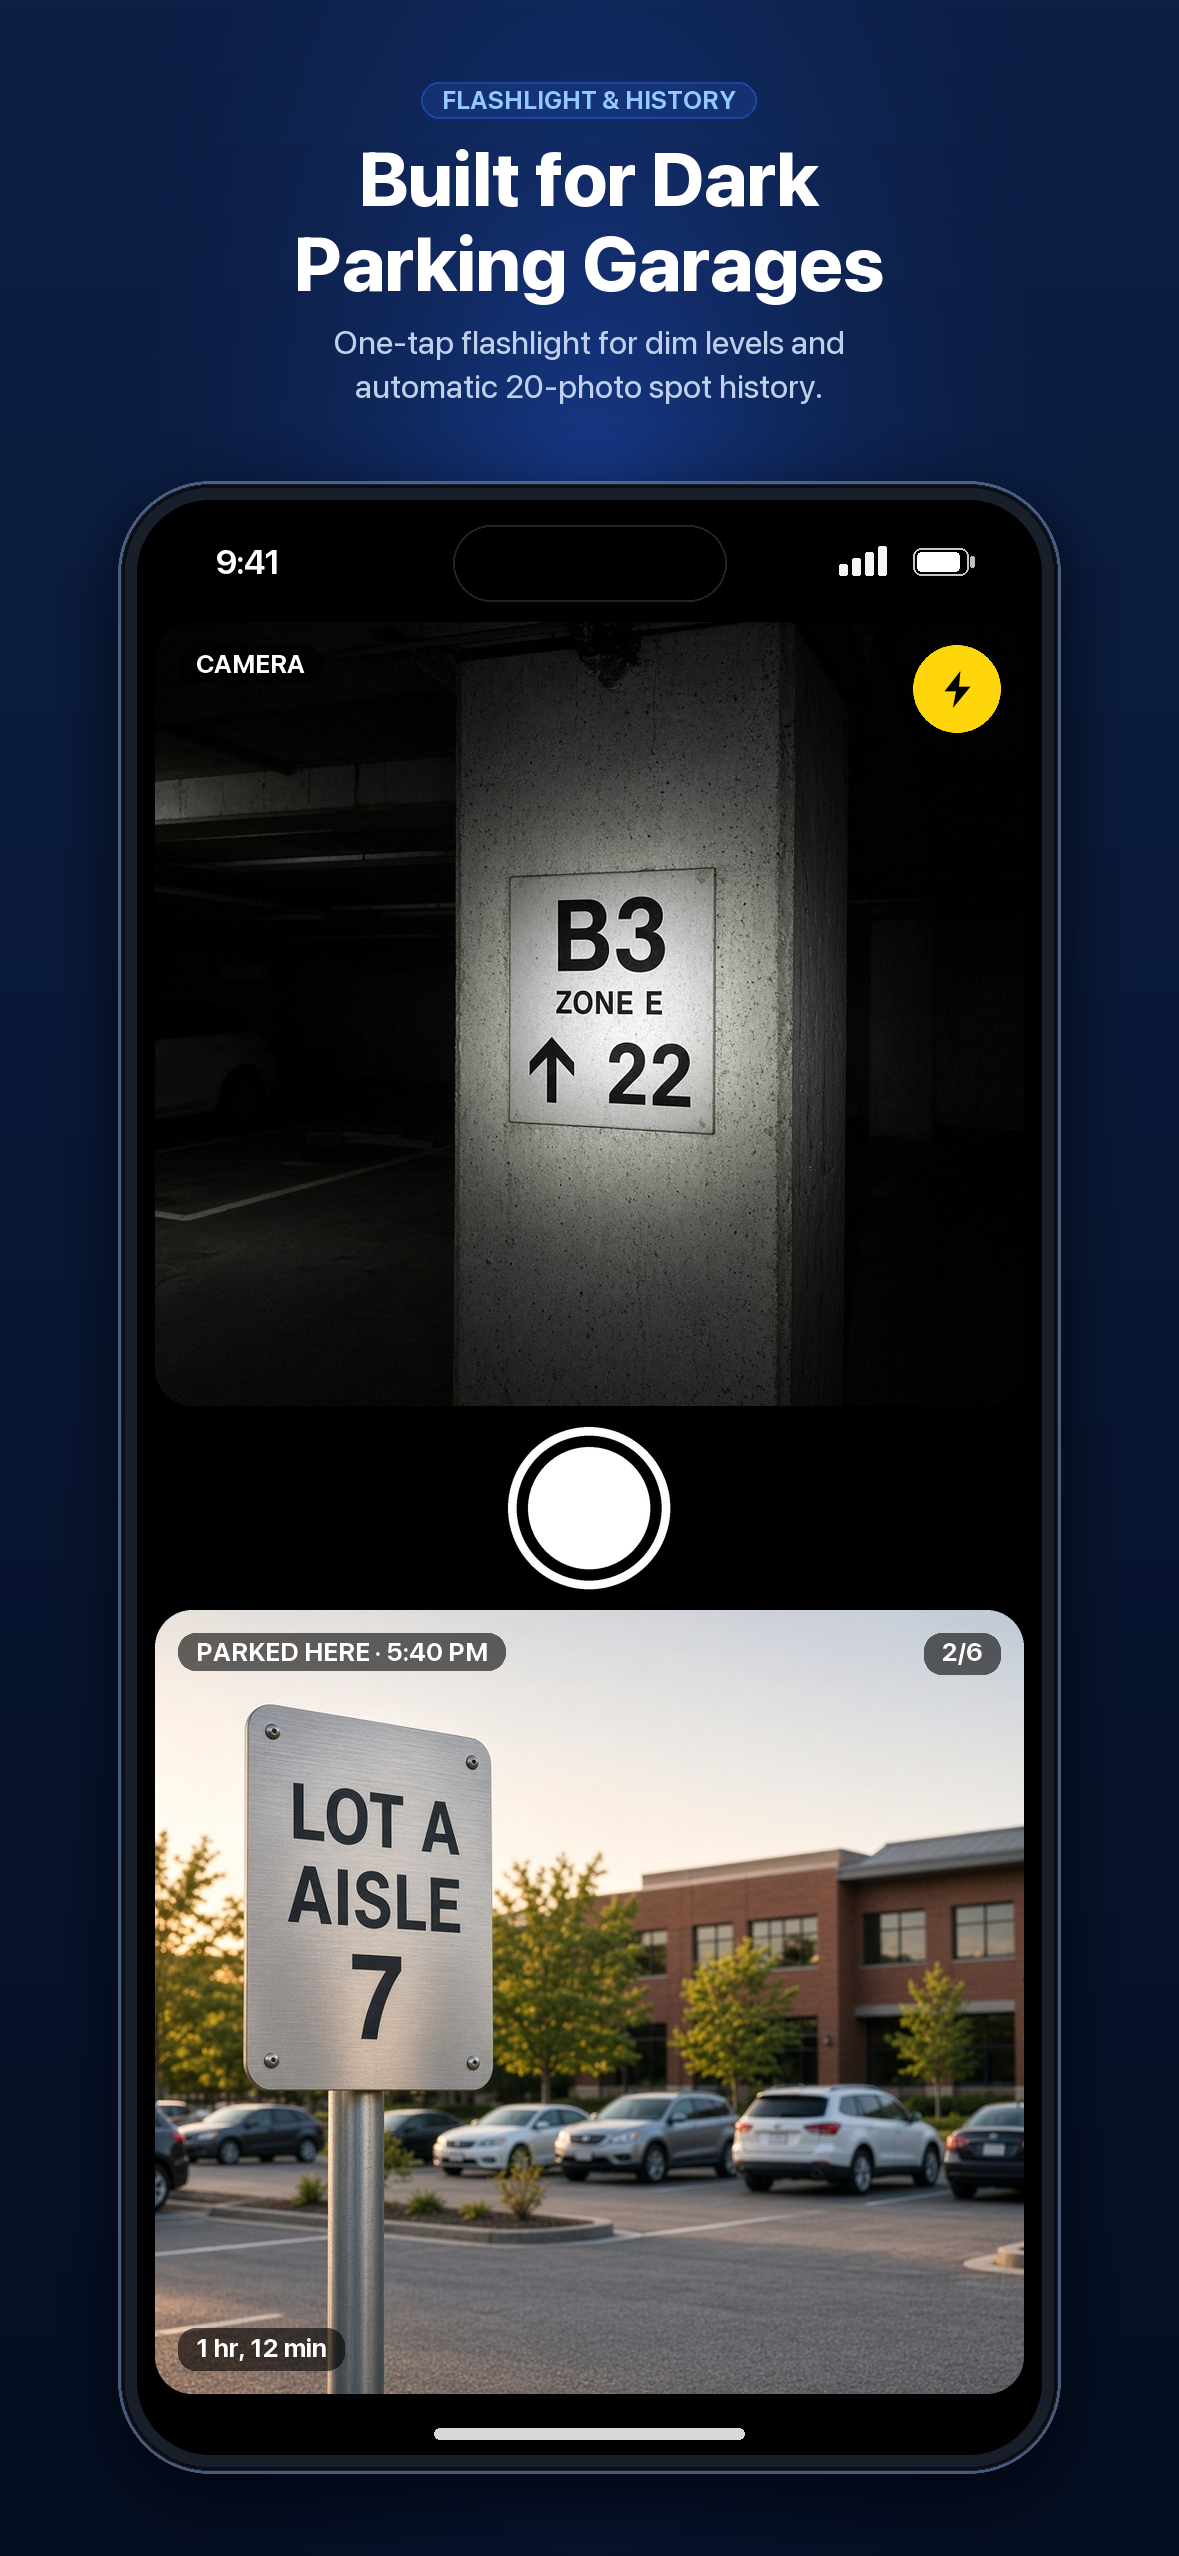 FLASHLIGHT & HISTORY
Built for Dark
Parking Garages
One-tap flashlight for dim levels and
automatic 20-photo spot history.
9:41
CAMERA
B3
ZONE E
↑ 22
PARKED HERE · 5:40 PM
2/6
LOT A
AISLE
7
1 hr, 12 min